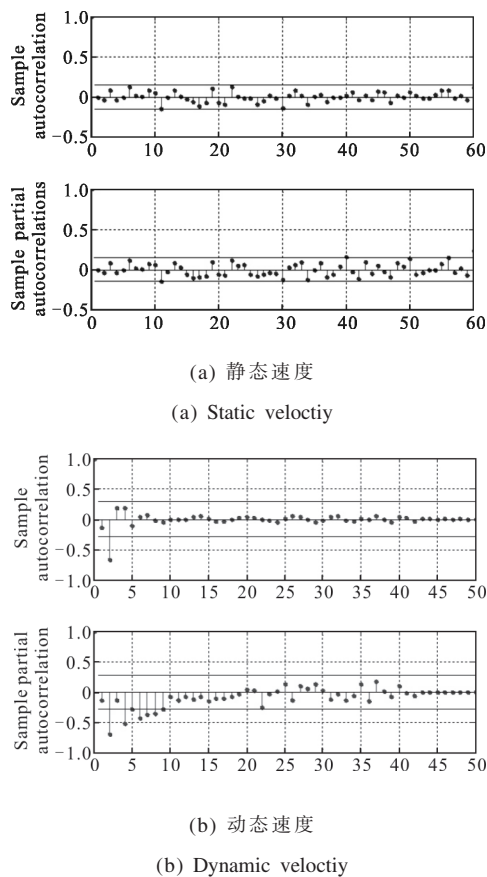 Sample
autocorrelation
1.0
0.5
0
−0.5
0 10 20 30 40 50 60
Sample partial
autocorrelations
1.0
0.5
0
−0.5
0 10 20 30 40 50 60
(a) 静态速度
(a) Static veloctiy
Sample
autocorrelation
1.0
0.5
0
−0.5
−1.0
0 5 10 15 20 25 30 35 40 45 50
Sample partial
autocorrelation
1.0
0.5
0
−0.5
−1.0
0 5 10 15 20 25 30 35 40 45 50
(b) 动态速度
(b) Dynamic veloctiy